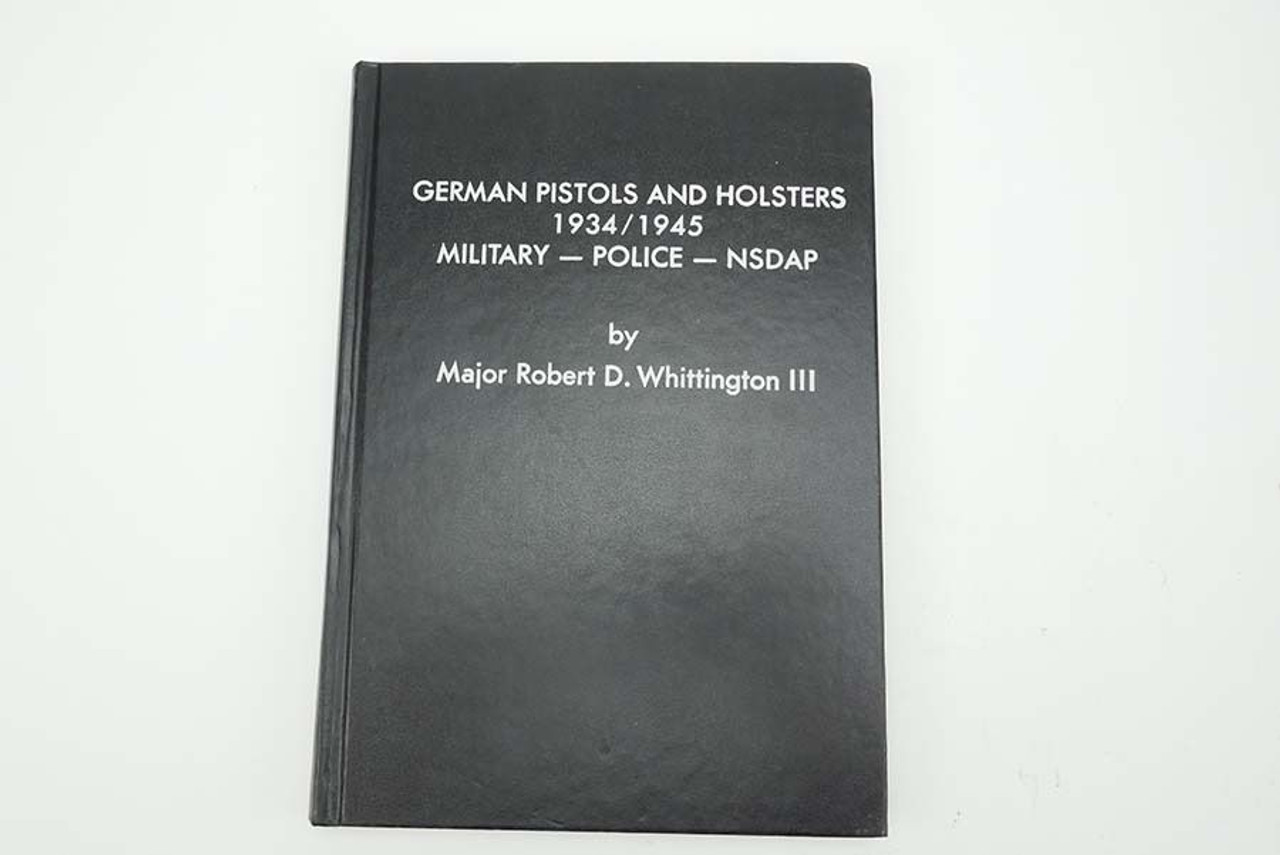 GERMAN PISTOLS AND HOLSTERS
1934/1945
MILITARY — POLICE — NSDAP
by
Major Robert D. Whittington III